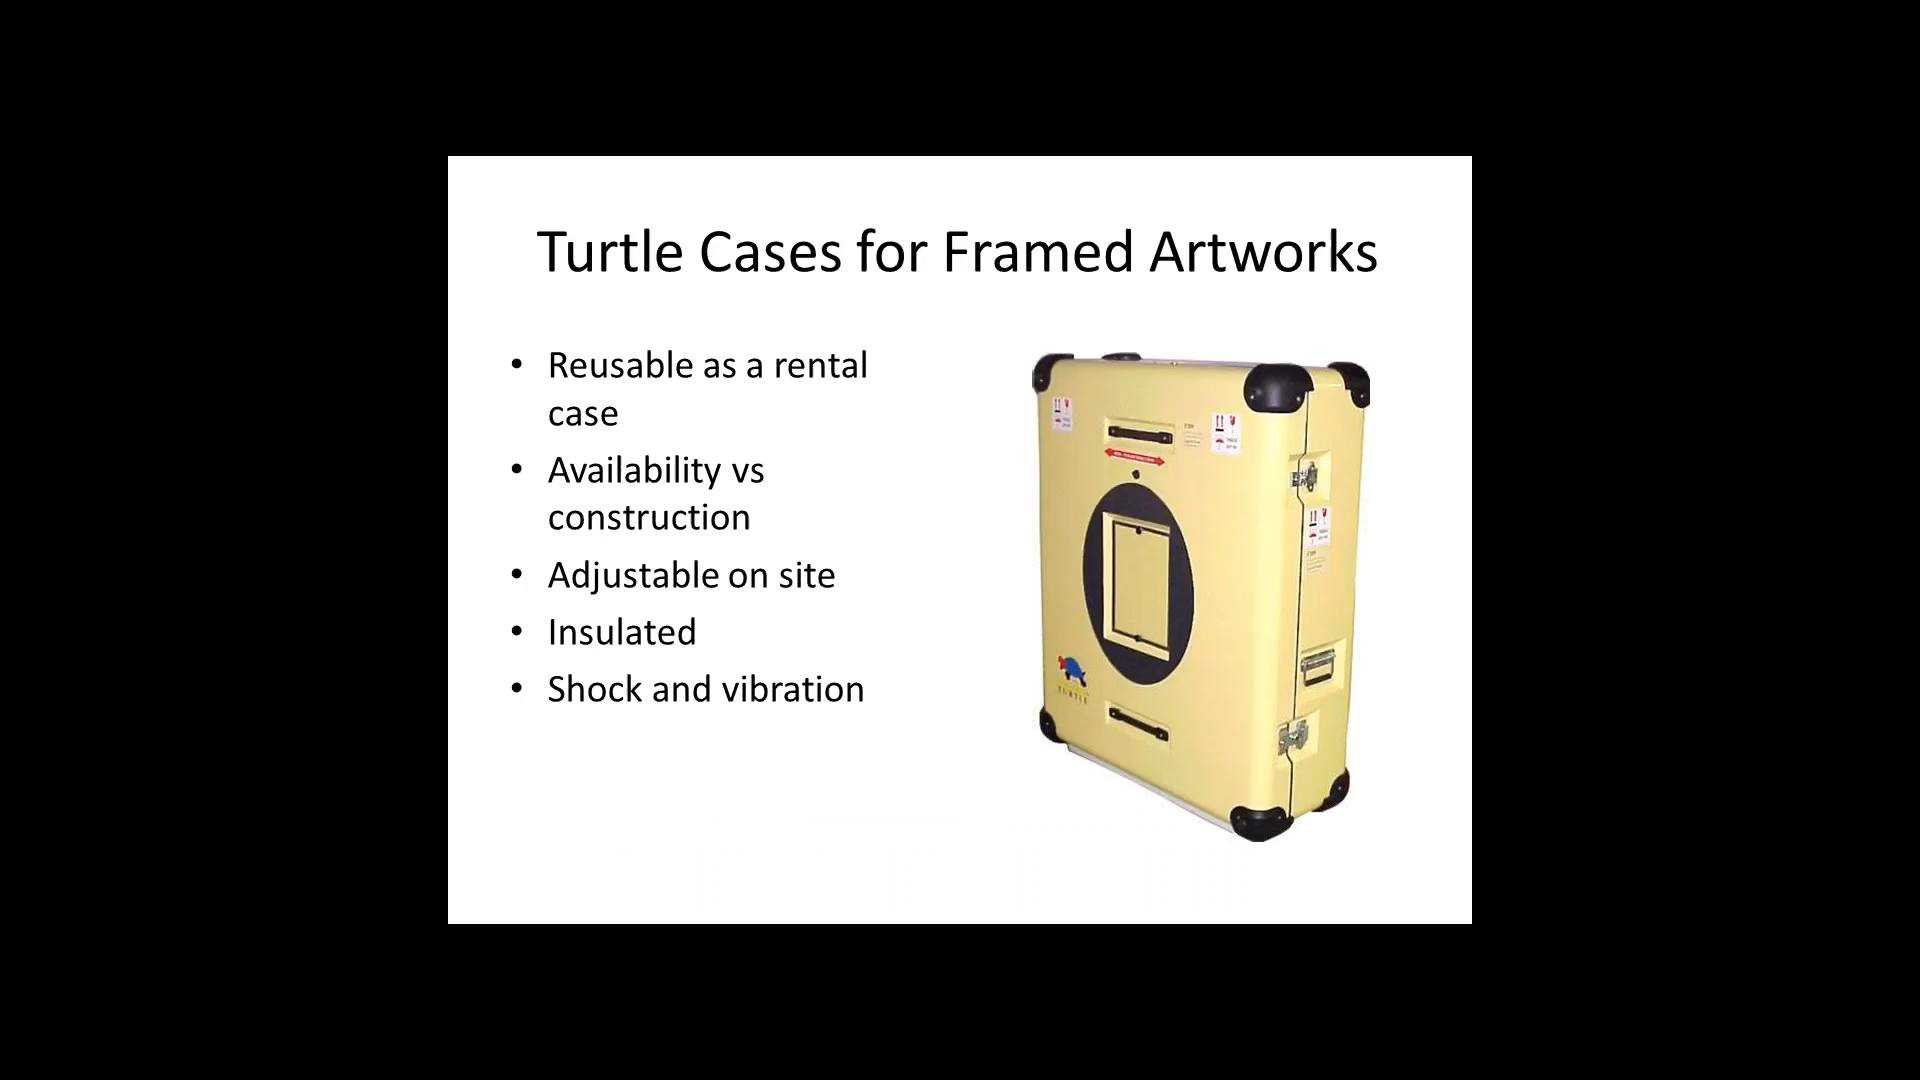 Turtle Cases for Framed Artworks
• Reusable as a rental
case
• Availability vs
construction
• Adjustable on site
• Insulated
• Shock and vibration
TURTLE